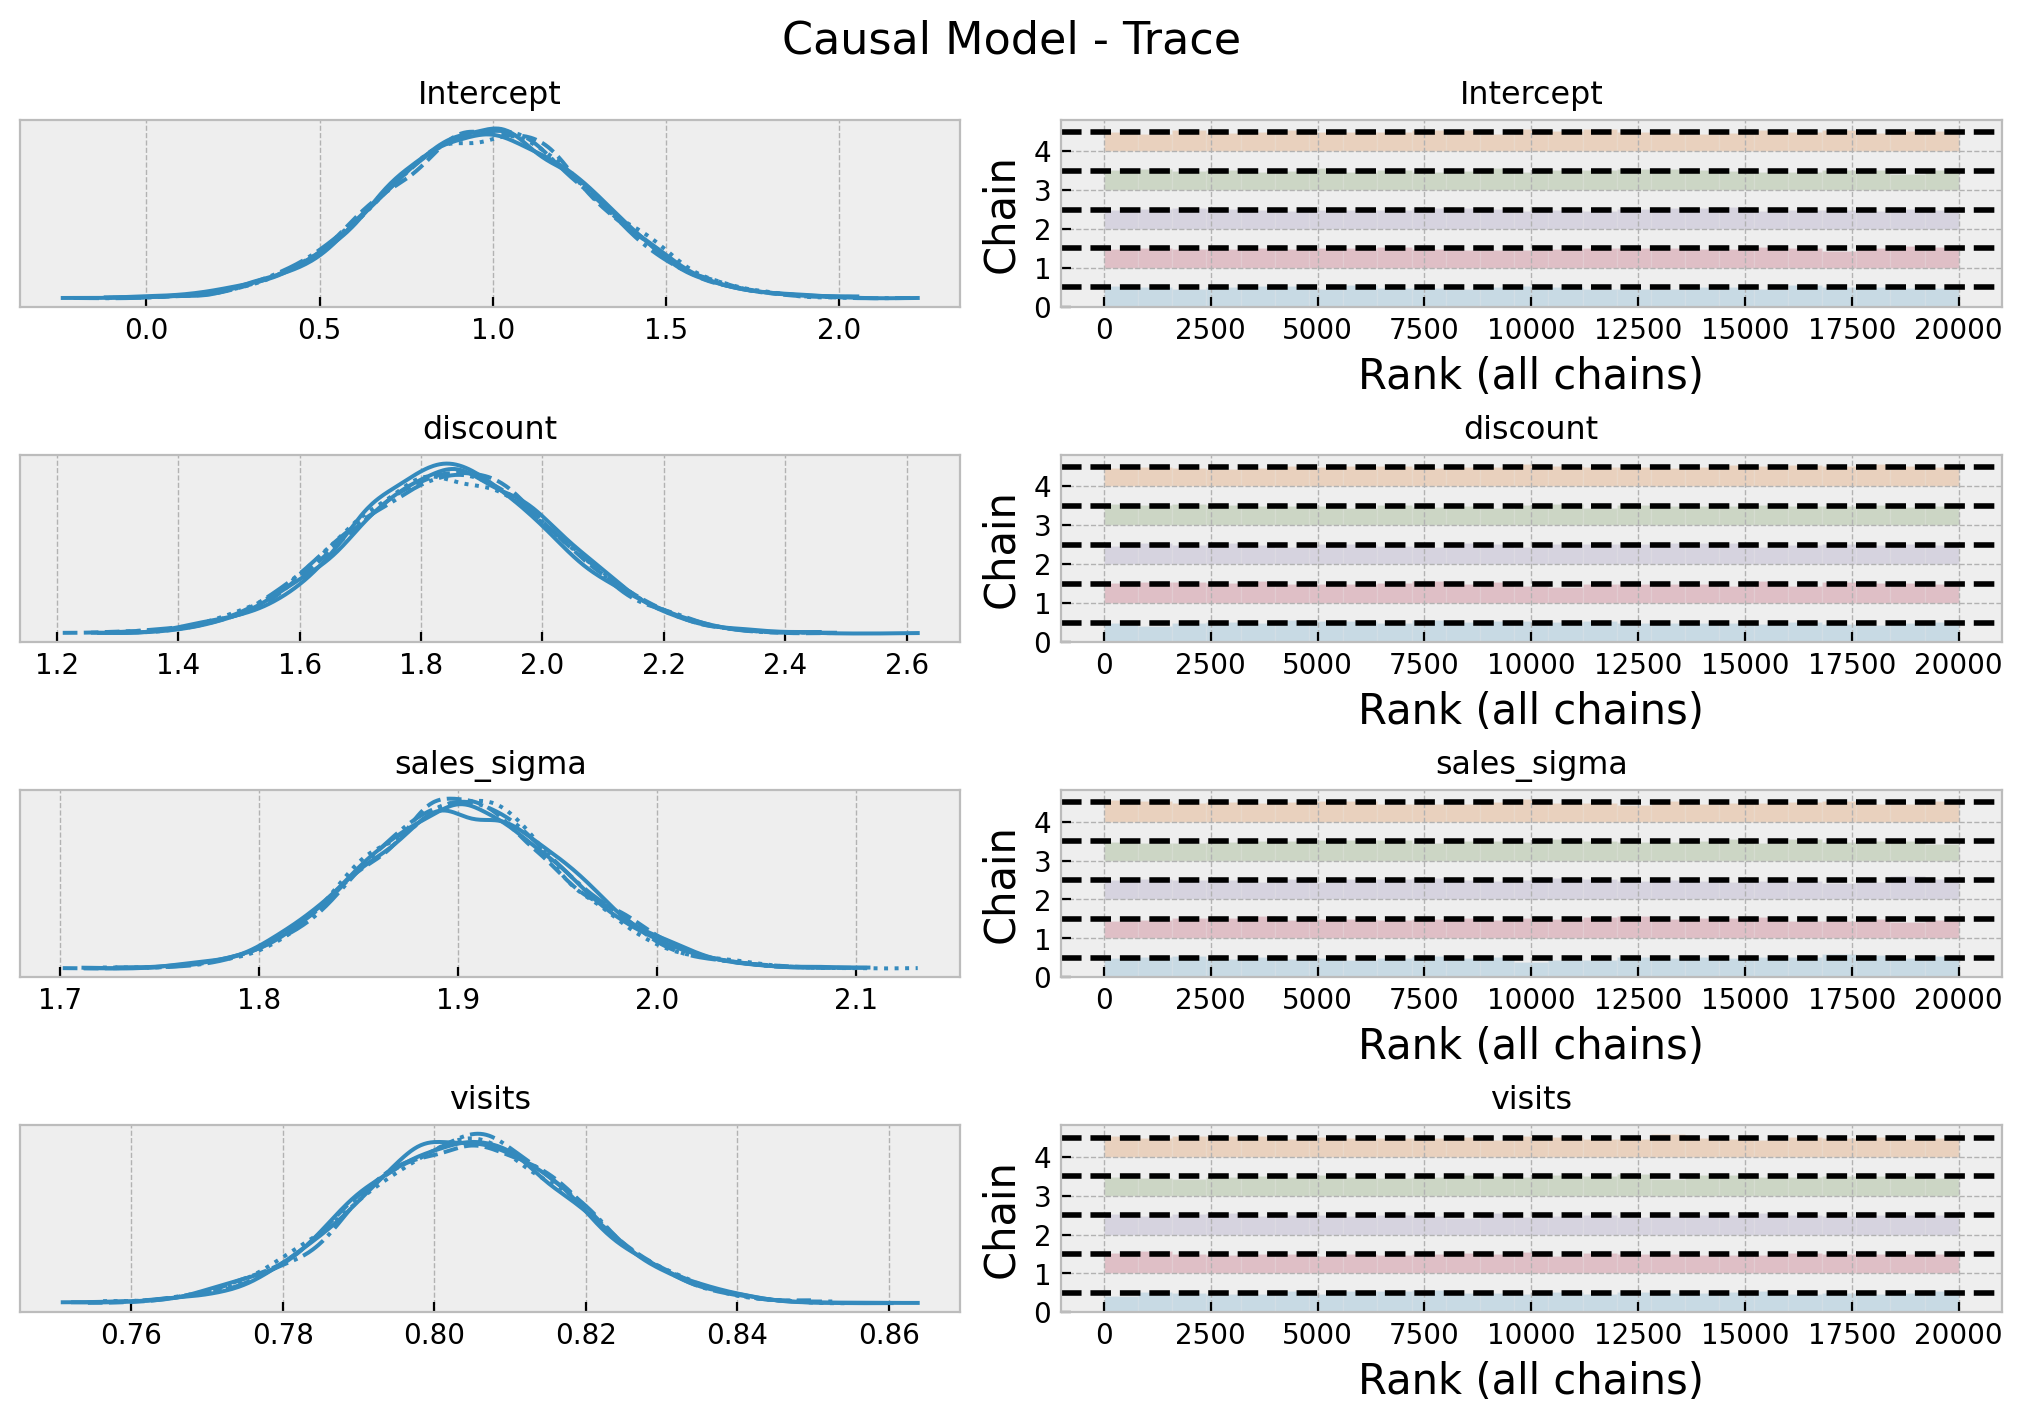 Causal Model - Trace
Intercept
0.0 0.5 1.0 1.5 2.0
Intercept
Chain
4
3
2
1
0
0 2500 5000 7500 10000 12500 15000 17500 20000
Rank (all chains)
discount
1.2 1.4 1.6 1.8 2.0 2.2 2.4 2.6
discount
Chain
4
3
2
1
0
0 2500 5000 7500 10000 12500 15000 17500 20000
Rank (all chains)
sales_sigma
1.7 1.8 1.9 2.0 2.1
sales_sigma
Chain
4
3
2
1
0
0 2500 5000 7500 10000 12500 15000 17500 20000
Rank (all chains)
visits
0.76 0.78 0.80 0.82 0.84 0.86
visits
Chain
4
3
2
1
0
0 2500 5000 7500 10000 12500 15000 17500 20000
Rank (all chains)